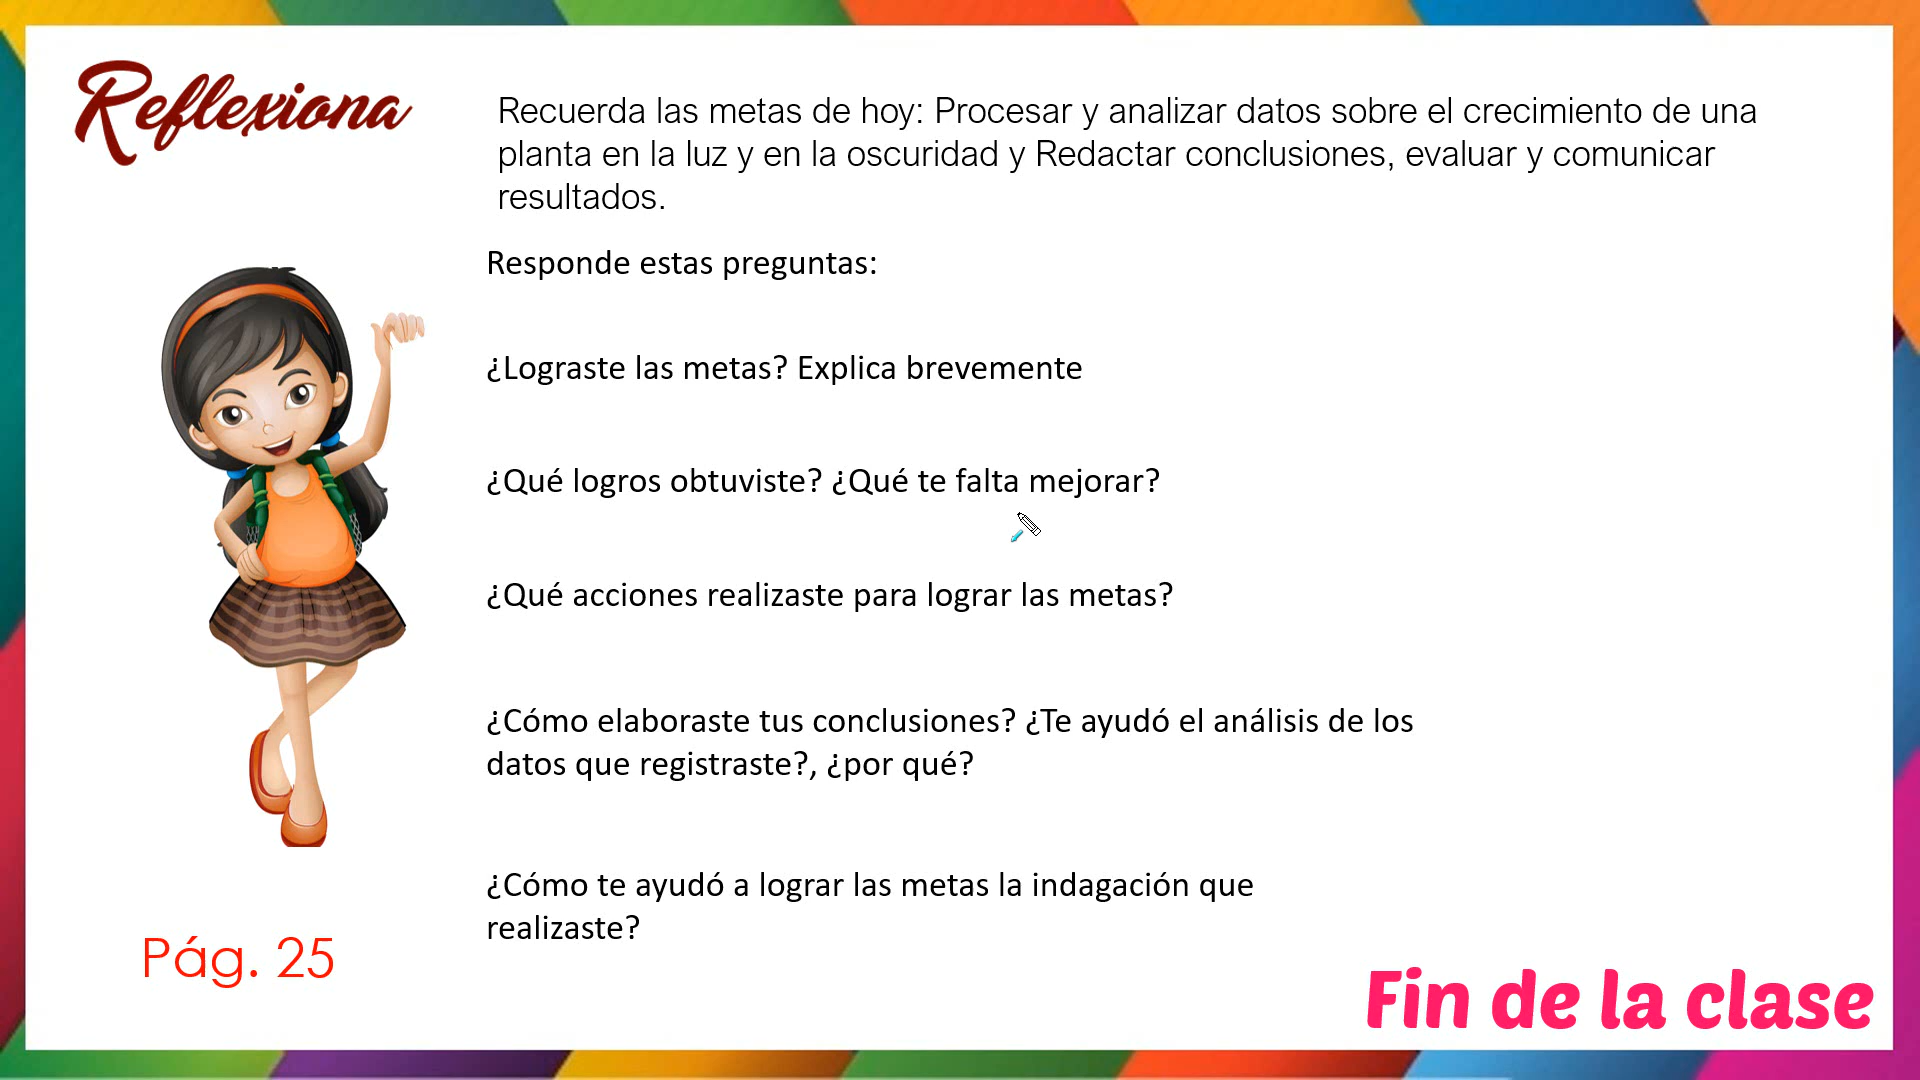 Reflexiona
Recuerda las metas de hoy: Procesar y analizar datos sobre el crecimiento de una
planta en la luz y en la oscuridad y Redactar conclusiones, evaluar y comunicar
resultados.
Responde estas preguntas:
¿Lograste las metas? Explica brevemente
¿Qué logros obtuviste? ¿Qué te falta mejorar?
¿Qué acciones realizaste para lograr las metas?
¿Cómo elaboraste tus conclusiones? ¿Te ayudó el análisis de los
datos que registraste?, ¿por qué?
¿Cómo te ayudó a lograr las metas la indagación que
realizaste?
Pág. 25
Fin de la clase